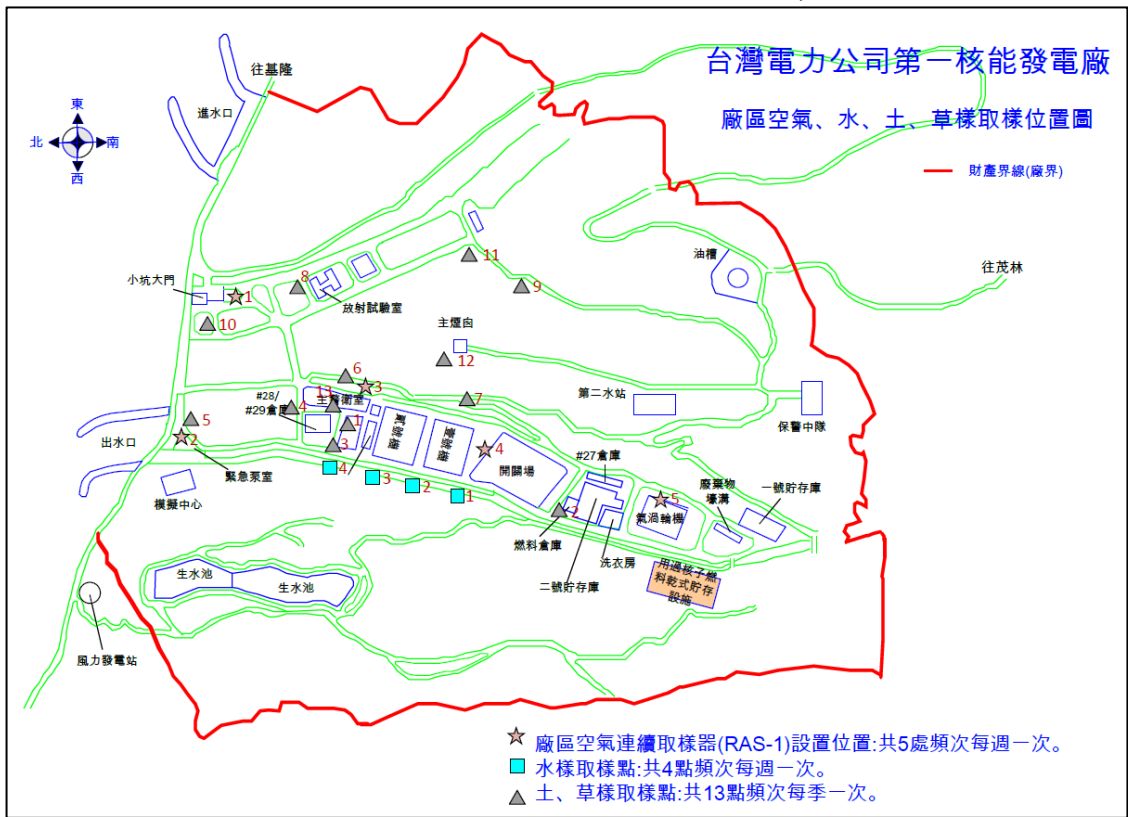 台灣電力公司第一核能發電廠
廠區空氣、水、土、草樣取樣位置圖
財產界線(廠界)
往基隆
進水口
東
北
南
西
11
油槽
往茂林
8
9
小坑大門
1
放射試驗室
10
主煙囪
12
6
3
#28/
#29倉庫
13
主警衛室
4
7
第二水站
保警中隊
5
2
1
貳號機
壹號機
4
出水口
3
開關場
#27倉庫
緊急泵室
4
3
2
1
模擬中心
2
5
氣渦輪機
廢棄物
壕溝
一號貯存庫
燃料倉庫
洗衣房
二號貯存庫
用過核子燃
料乾式貯存
設施
生水池
生水池
風力發電站
廠區空氣連續取樣器(RAS-1)設置位置:共5處頻次每週一次。
水樣取樣點:共4點頻次每週一次。
土、草樣取樣點:共13點頻次每季一次。